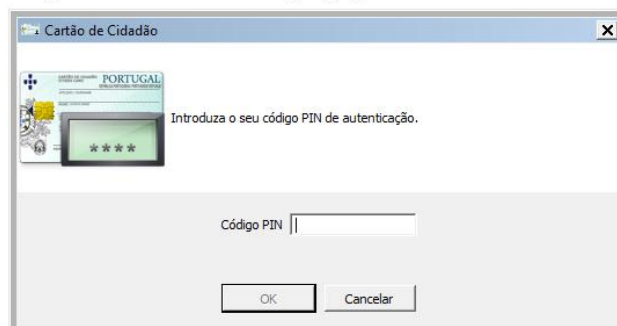 Cartão de Cidadão
PORTUGAL
****
Introduza o seu código PIN de autenticação.
Código PIN
OK
Cancelar